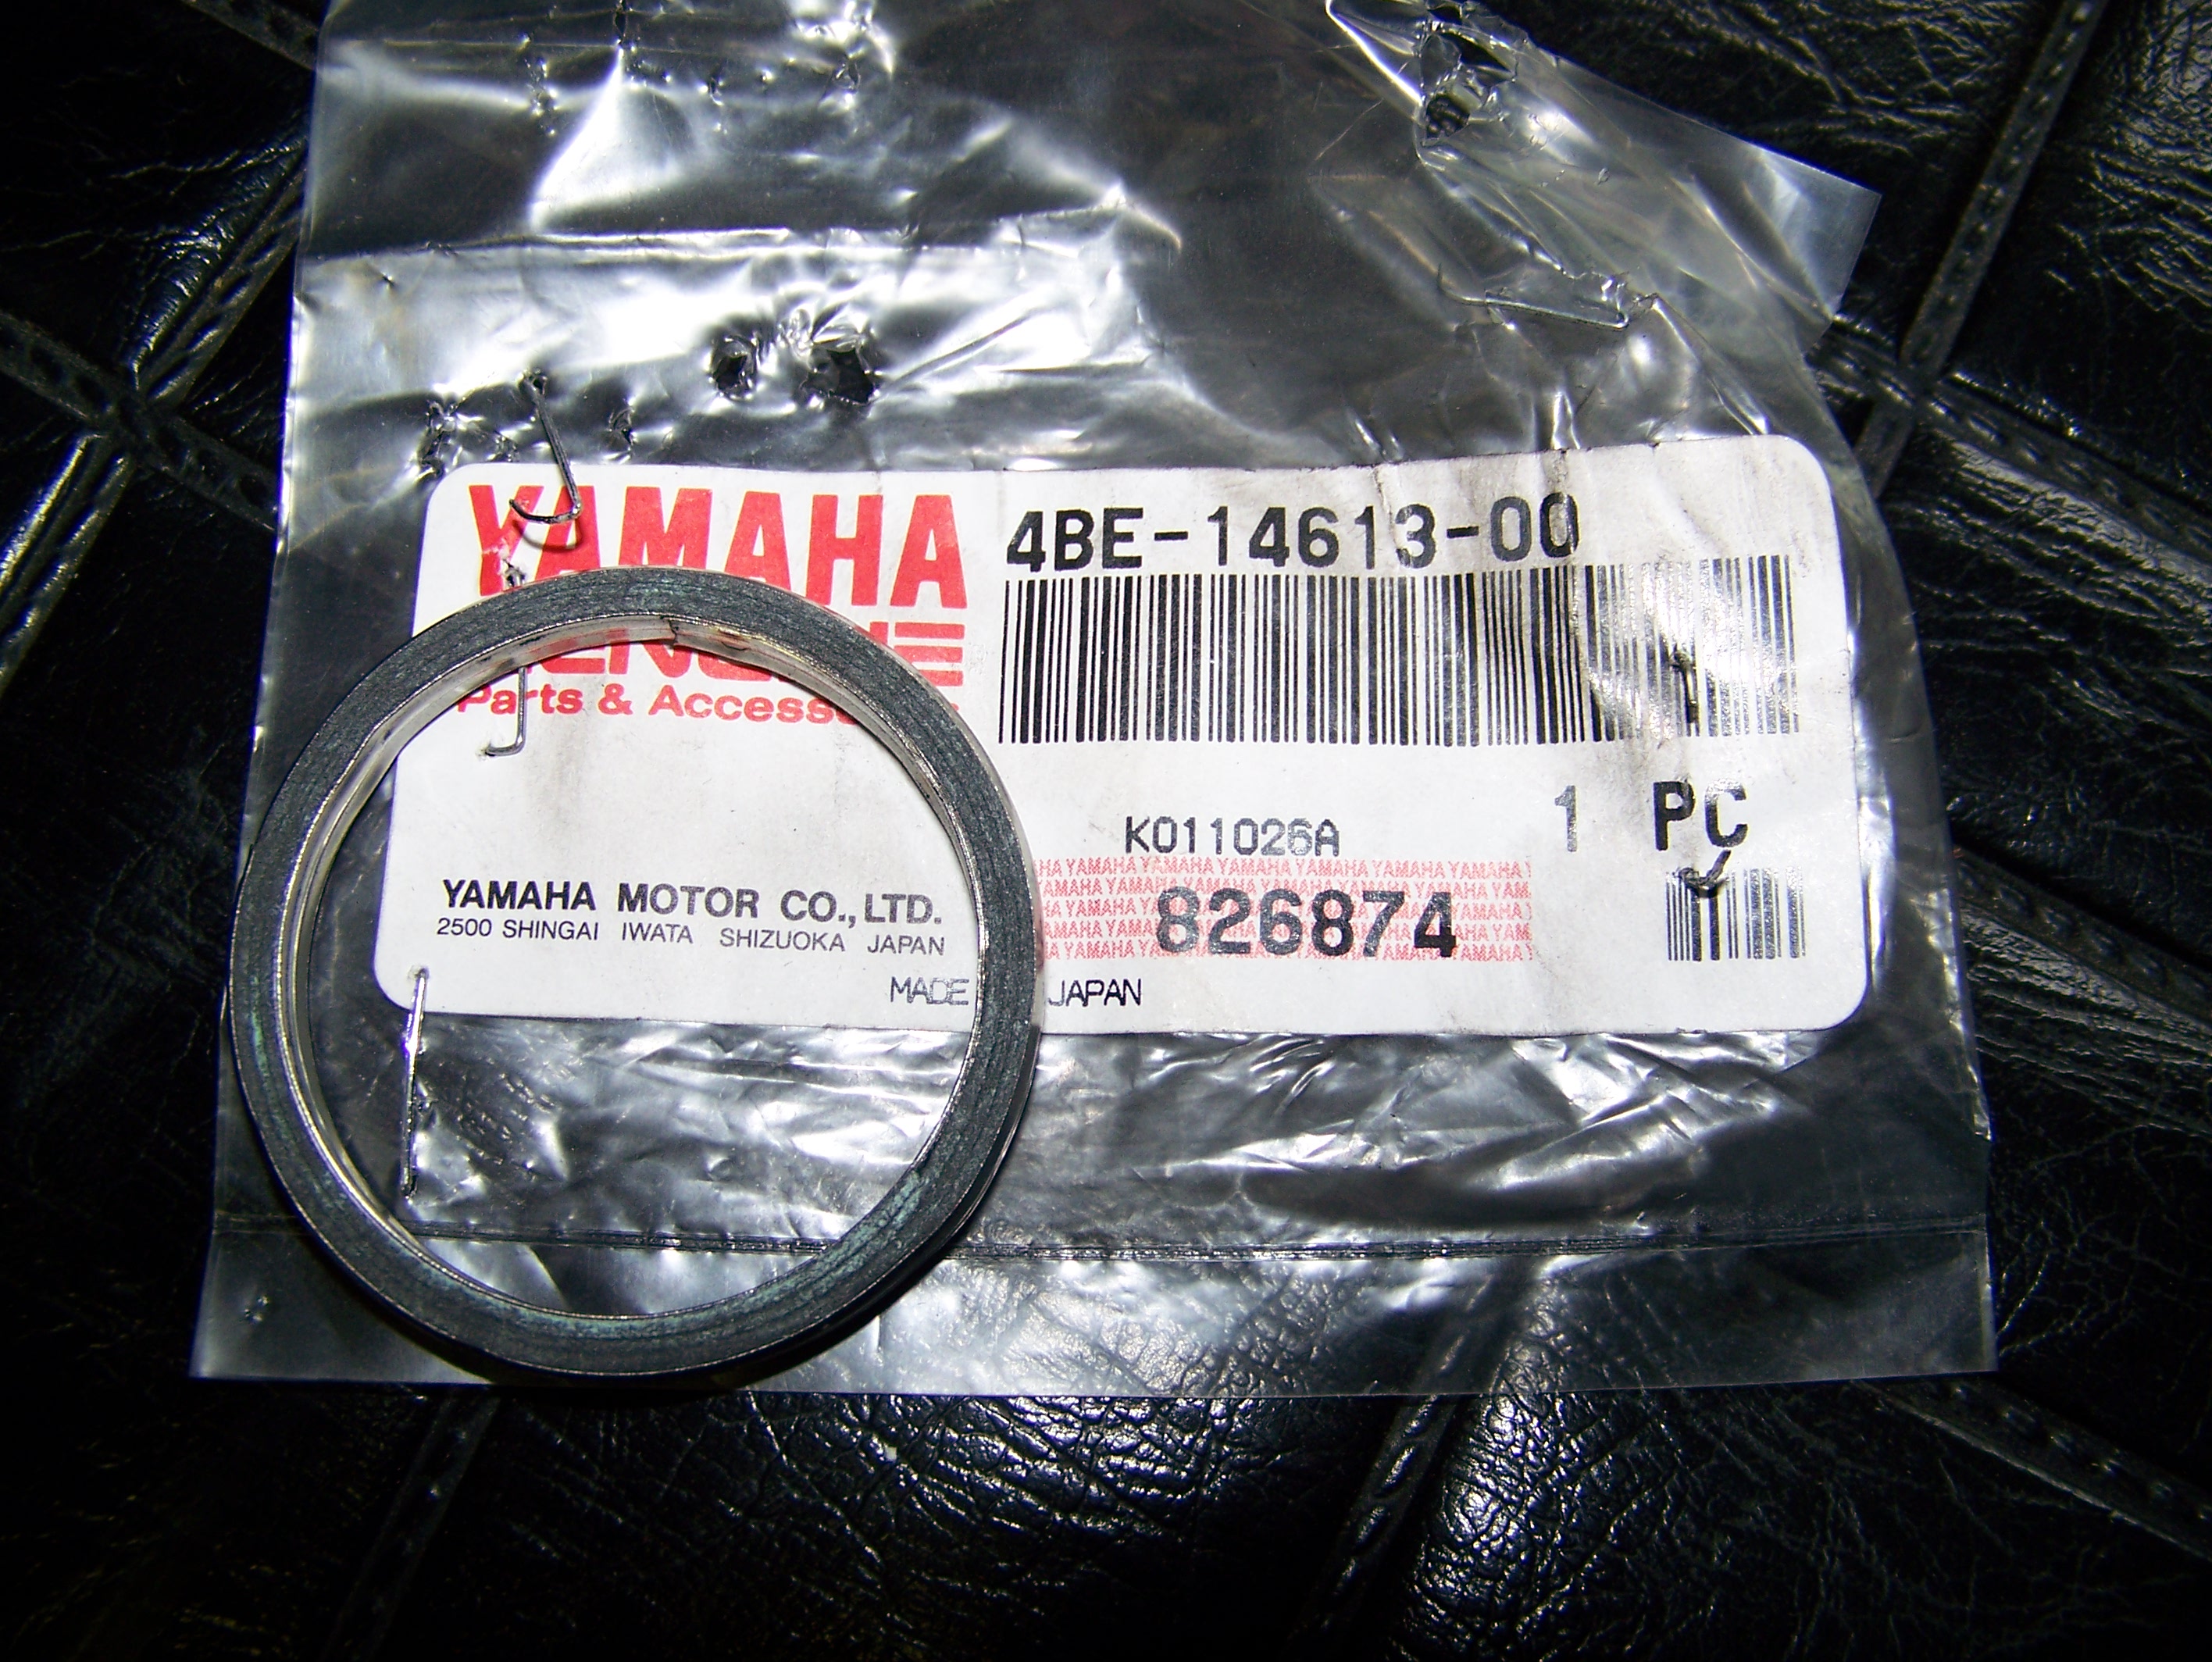 YAMAHA
4BE-14613-00
Parts &
1 PC
K011026A
826874
YAMAHA MOTOR CO., LTD.
2500 SHINGAI IWATA SHIZUOKA JAPAN
MADE JAPAN